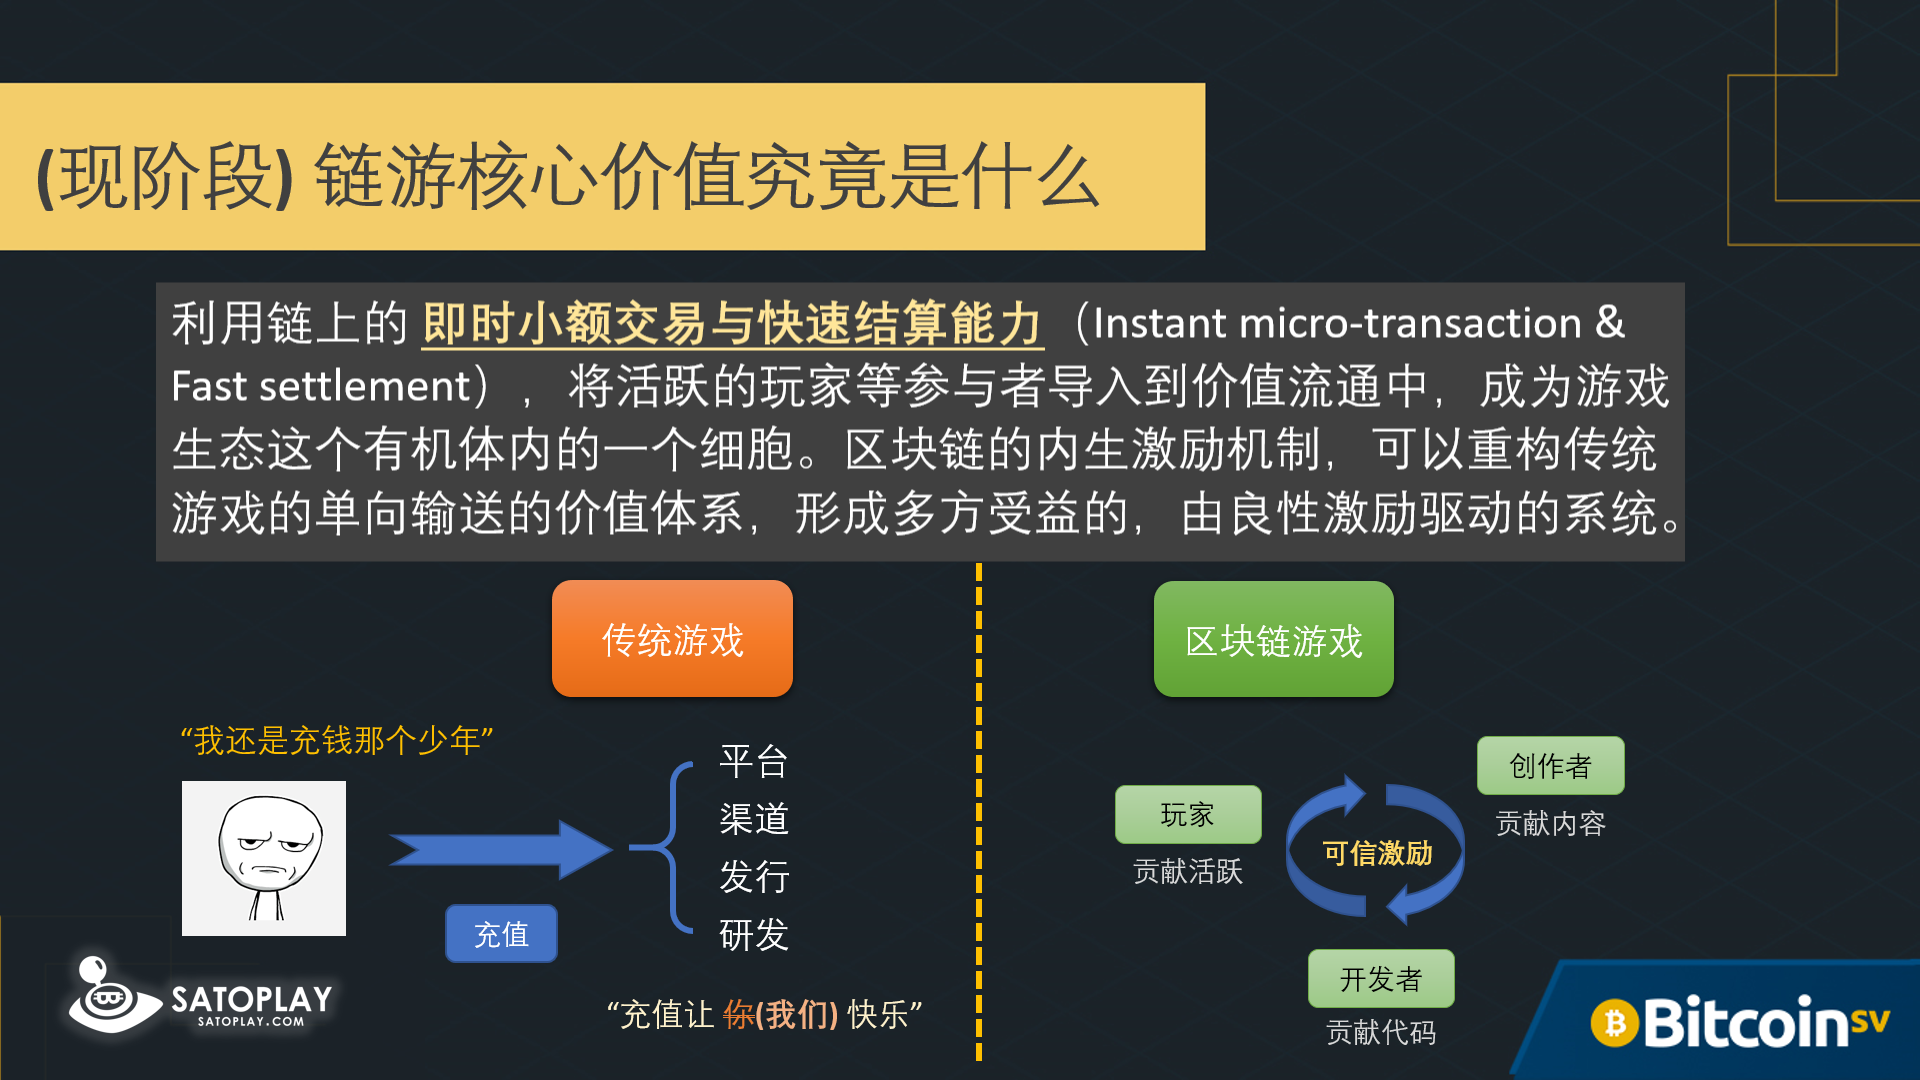 (现阶段) 链游核心价值究竟是什么
利用链上的 即时小额交易与快速结算能力（Instant micro-transaction &
Fast settlement），将活跃的玩家等参与者导入到价值流通中，成为游戏
生态这个有机体内的一个细胞。区块链的内生激励机制，可以重构传统
游戏的单向输送的价值体系，形成多方受益的，由良性激励驱动的系统。
传统游戏
“我还是充钱那个少年”
充值
平台
渠道
发行
研发
“充值让 你(我们) 快乐”
区块链游戏
玩家
贡献活跃
可信激励
创作者
贡献内容
开发者
贡献代码
SATOPLAY
SATOPLAY.COM
BitcoinSV